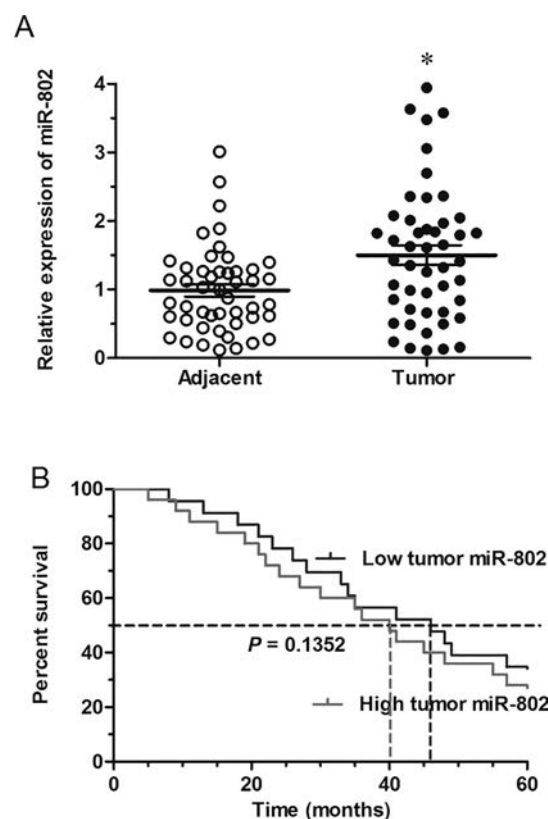 A
*
Relative expression of miR-802
4
3
2
1
0
Adjacent
Tumor
B
Percent survival
100
80
60
40
20
0
Low tumor miR-802
P = 0.1352
High tumor miR-802
0
20
40
60
Time (months)